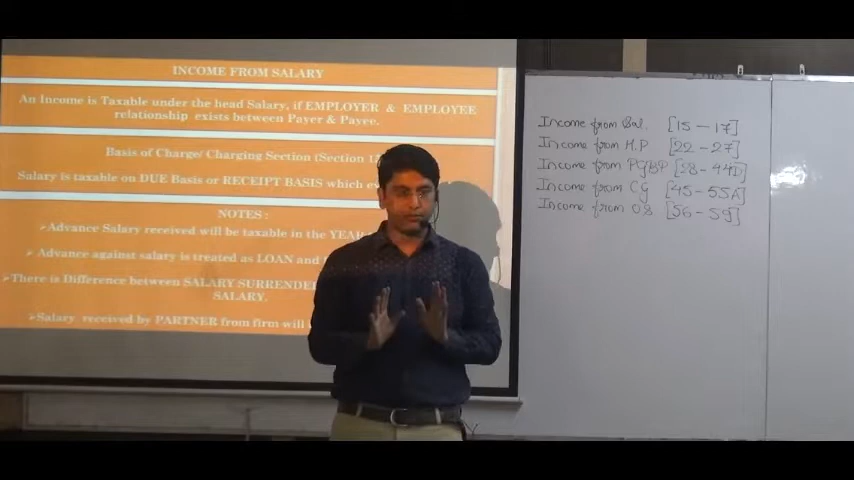 INCOME FROM SALARY
An Income is Taxable under the head Salary, if EMPLOYER & EMPLOYEE
relationship exists between Payer & Payee.
Basis of Charge/ Charging Section (Section 1
Salary is taxable on DUE Basis or RECEIPT BASIS which ev
NOTES :
➢Advance Salary received will be taxable in the YEA
➢Advance against salary is treated as LOAN and
➢There is Difference between SALARY SURRENDE
SALARY.
➢Salary received by PARTNER from firm will
Income from Sal. [15 – 17]
Income from H.P [22 – 27]
Income from PGBP [28 – 44D]
Income from CG [45 – 55A]
Income from OS [56 – 59]